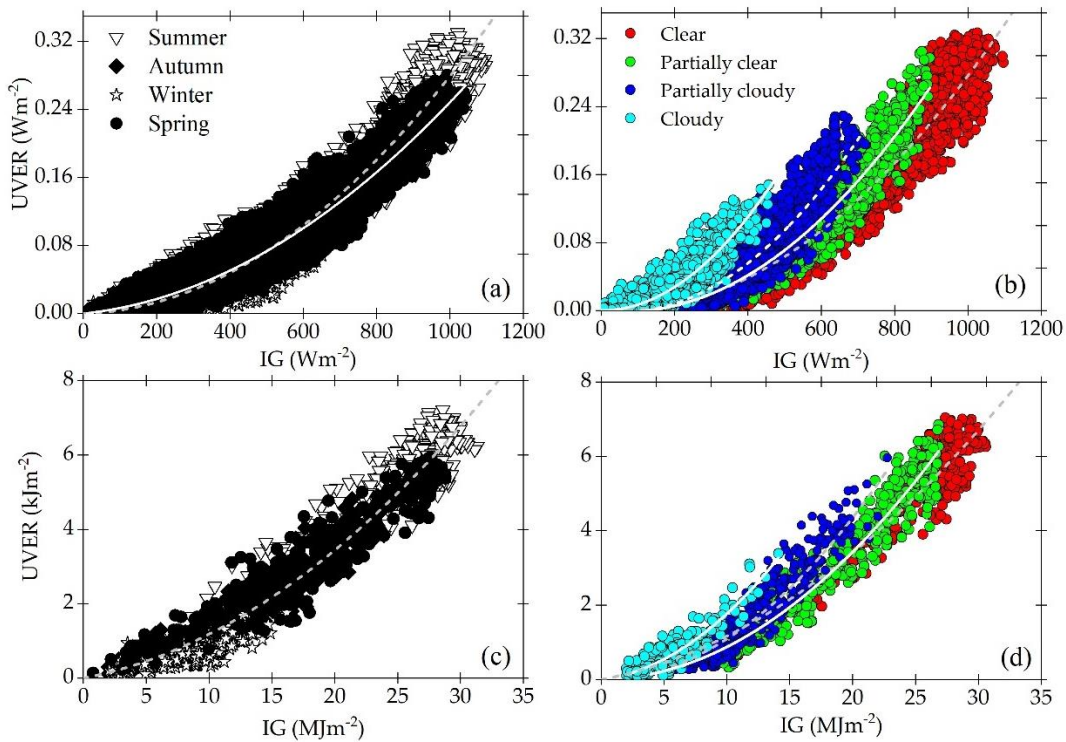 0.32
0.24
0.16
0.08
0.00
UVER (Wm-2)
Summer
Autumn
Winter
Spring
(a)
0 200 400 600 800 1000 1200
IG (Wm-2)
0.32
0.24
0.16
0.08
0.00
Clear
Partially clear
Partially cloudy
Cloudy
(b)
0 200 400 600 800 1000 1200
IG (Wm-2)
8
6
4
2
0
UVER (kJm-2)
(c)
0 5 10 15 20 25 30 35
IG (MJm-2)
8
6
4
2
0
(d)
0 5 10 15 20 25 30 35
IG (MJm-2)